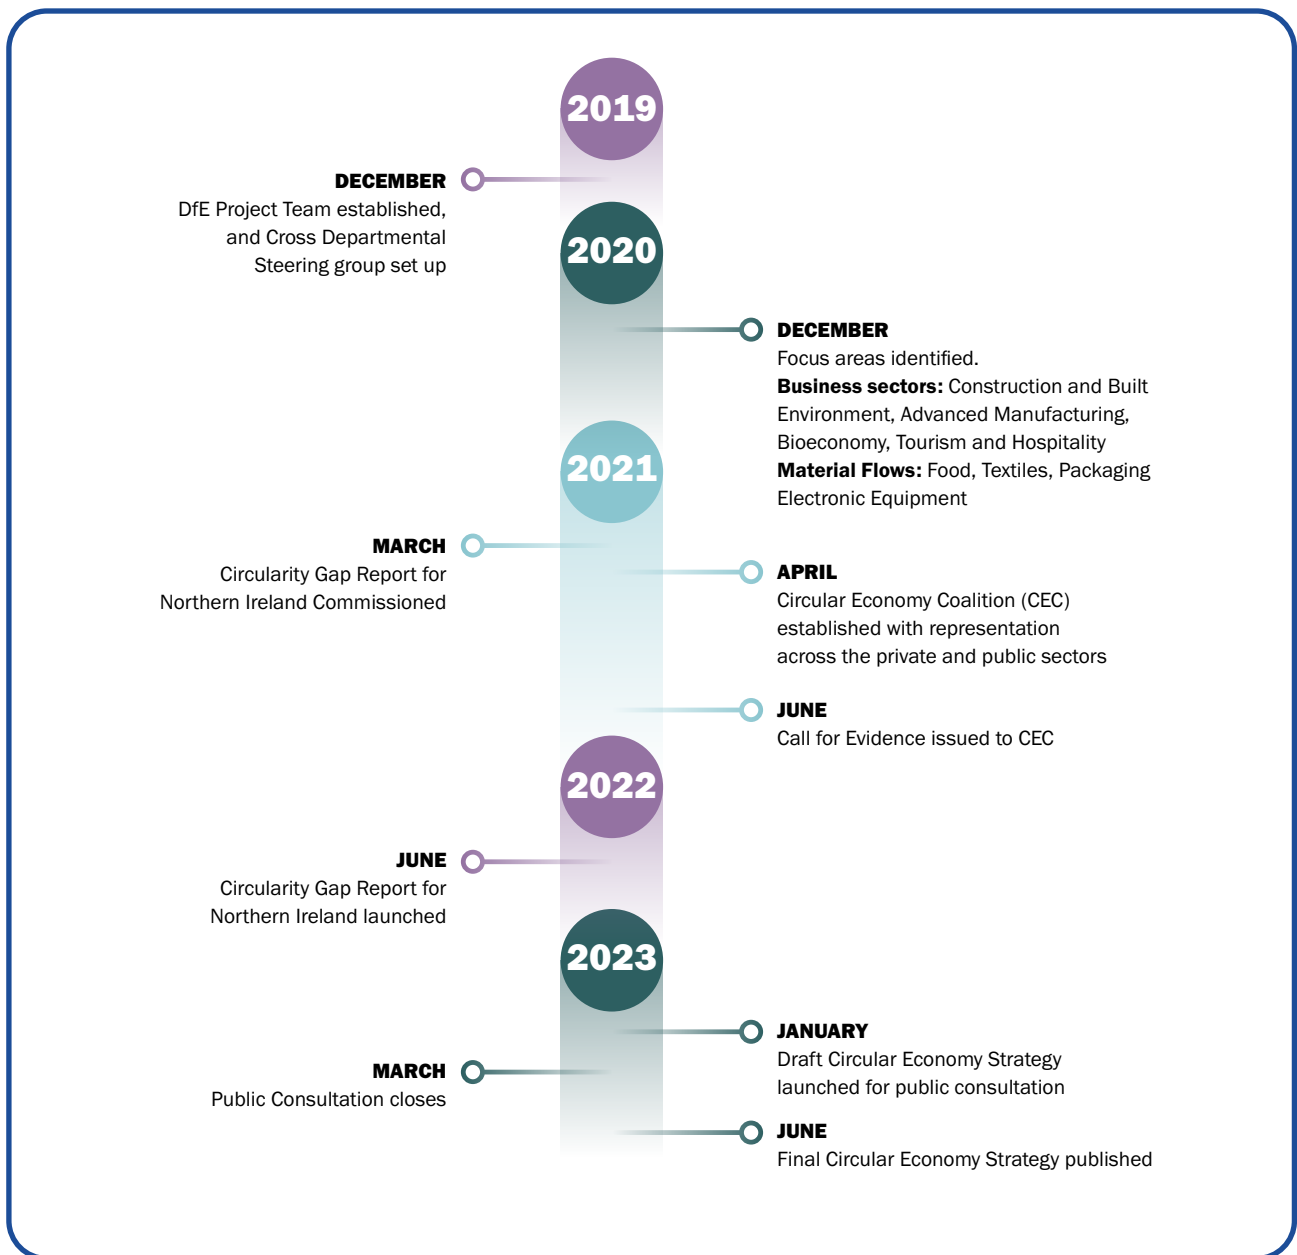 2019
DECEMBER
DfE Project Team established,
and Cross Departmental
Steering group set up
2020
DECEMBER
Focus areas identified.
Business sectors: Construction and Built
Environment, Advanced Manufacturing,
Bioeconomy, Tourism and Hospitality
Material Flows: Food, Textiles, Packaging
Electronic Equipment
2021
MARCH
Circularity Gap Report for
Northern Ireland Commissioned
APRIL
Circular Economy Coalition (CEC)
established with representation
across the private and public sectors
JUNE
Call for Evidence issued to CEC
2022
JUNE
Circularity Gap Report for
Northern Ireland launched
2023
JANUARY
Draft Circular Economy Strategy
launched for public consultation
MARCH
Public Consultation closes
JUNE
Final Circular Economy Strategy published